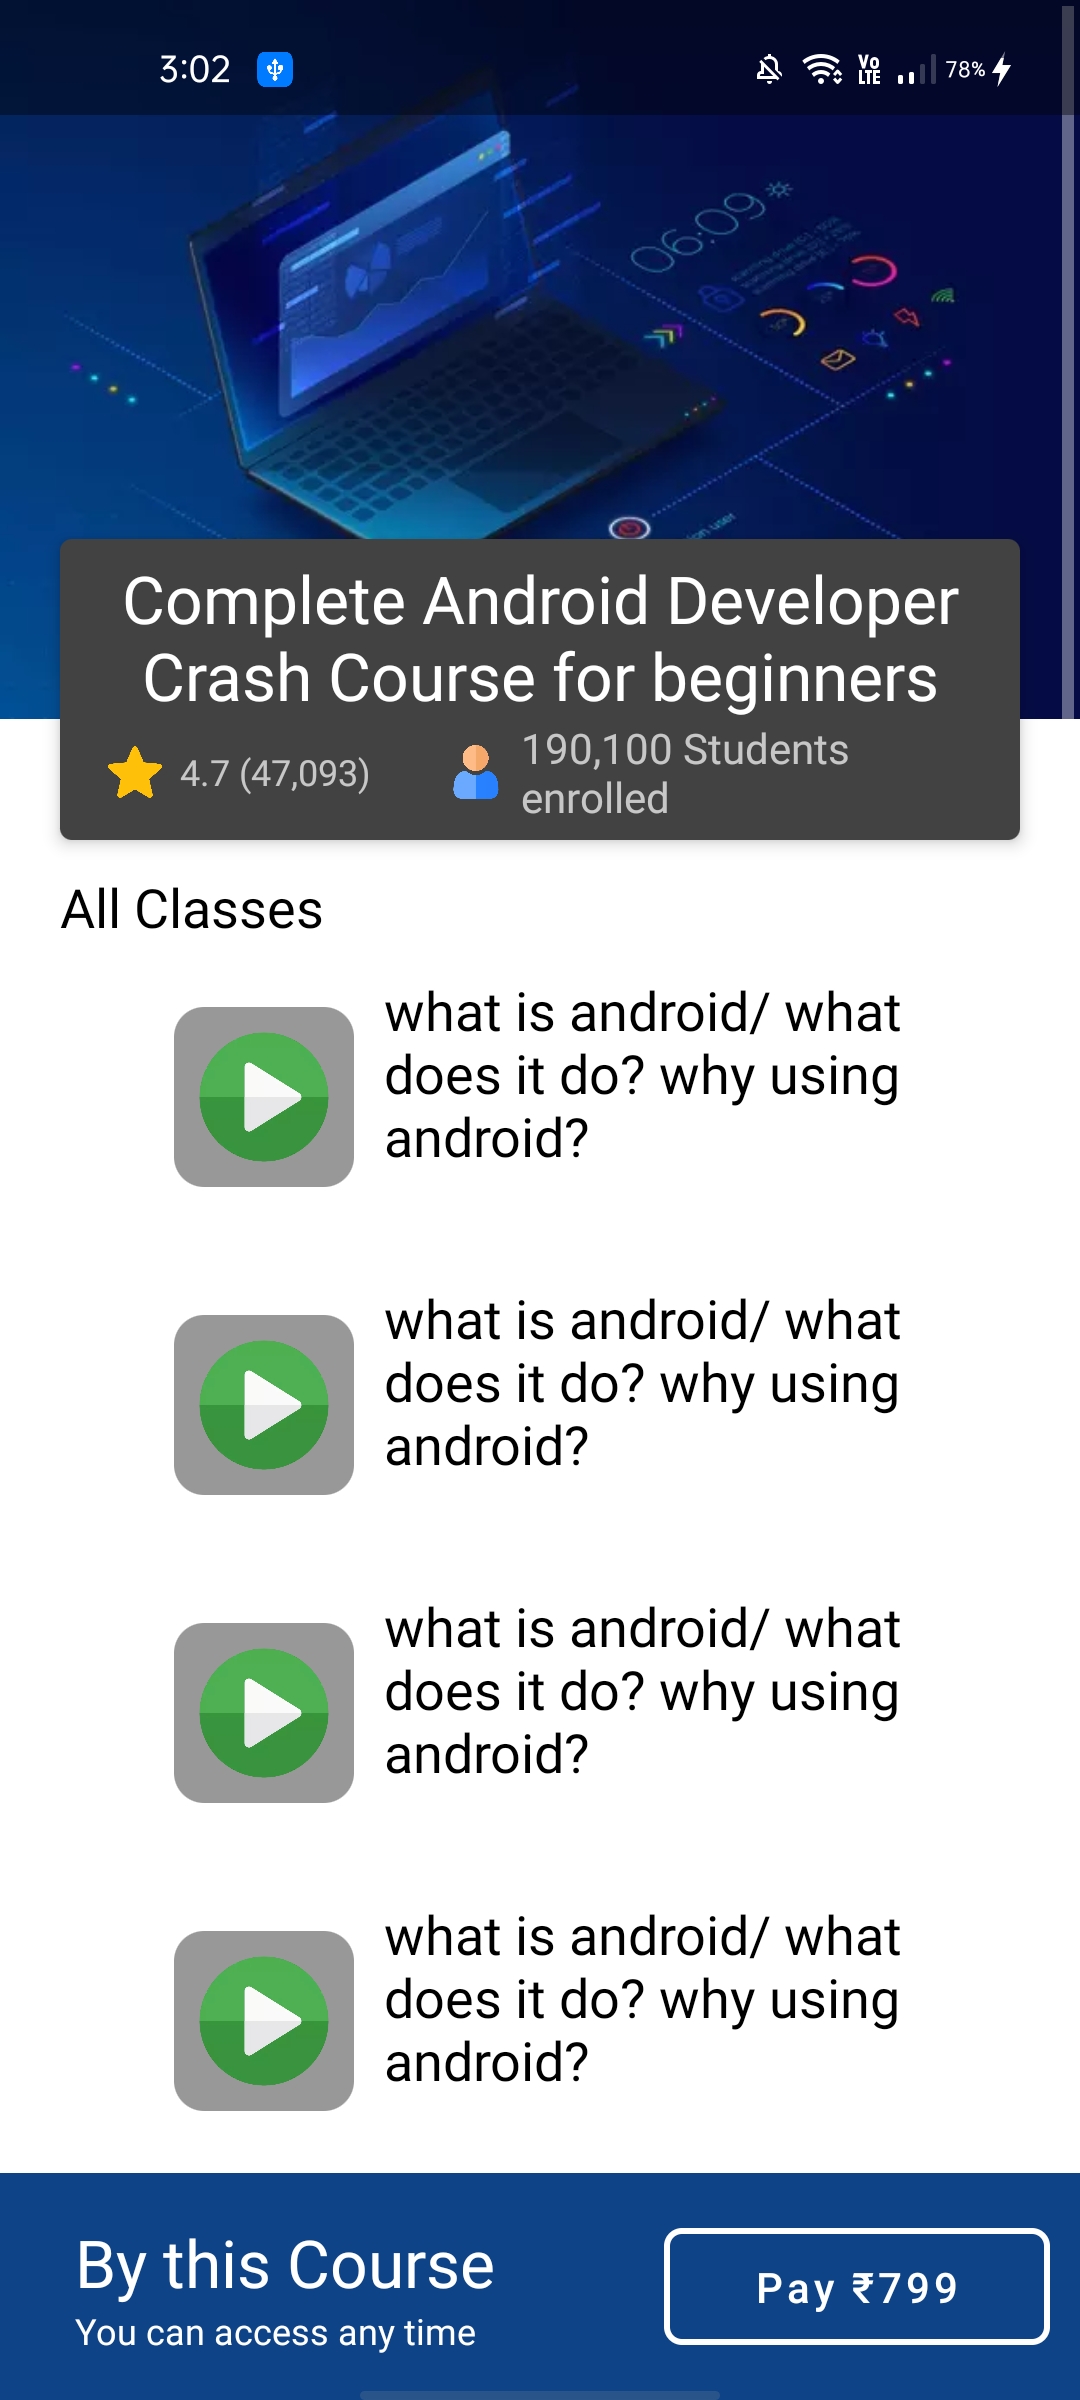 3:02
Vo
LTE
78%
06:09
Complete Android Developer
Crash Course for beginners
4.7 (47,093)
190,100 Students
enrolled
All Classes
what is android/ what
does it do? why using
android?
what is android/ what
does it do? why using
android?
what is android/ what
does it do? why using
android?
what is android/ what
does it do? why using
android?
By this Course
You can access any time
Pay ₹799